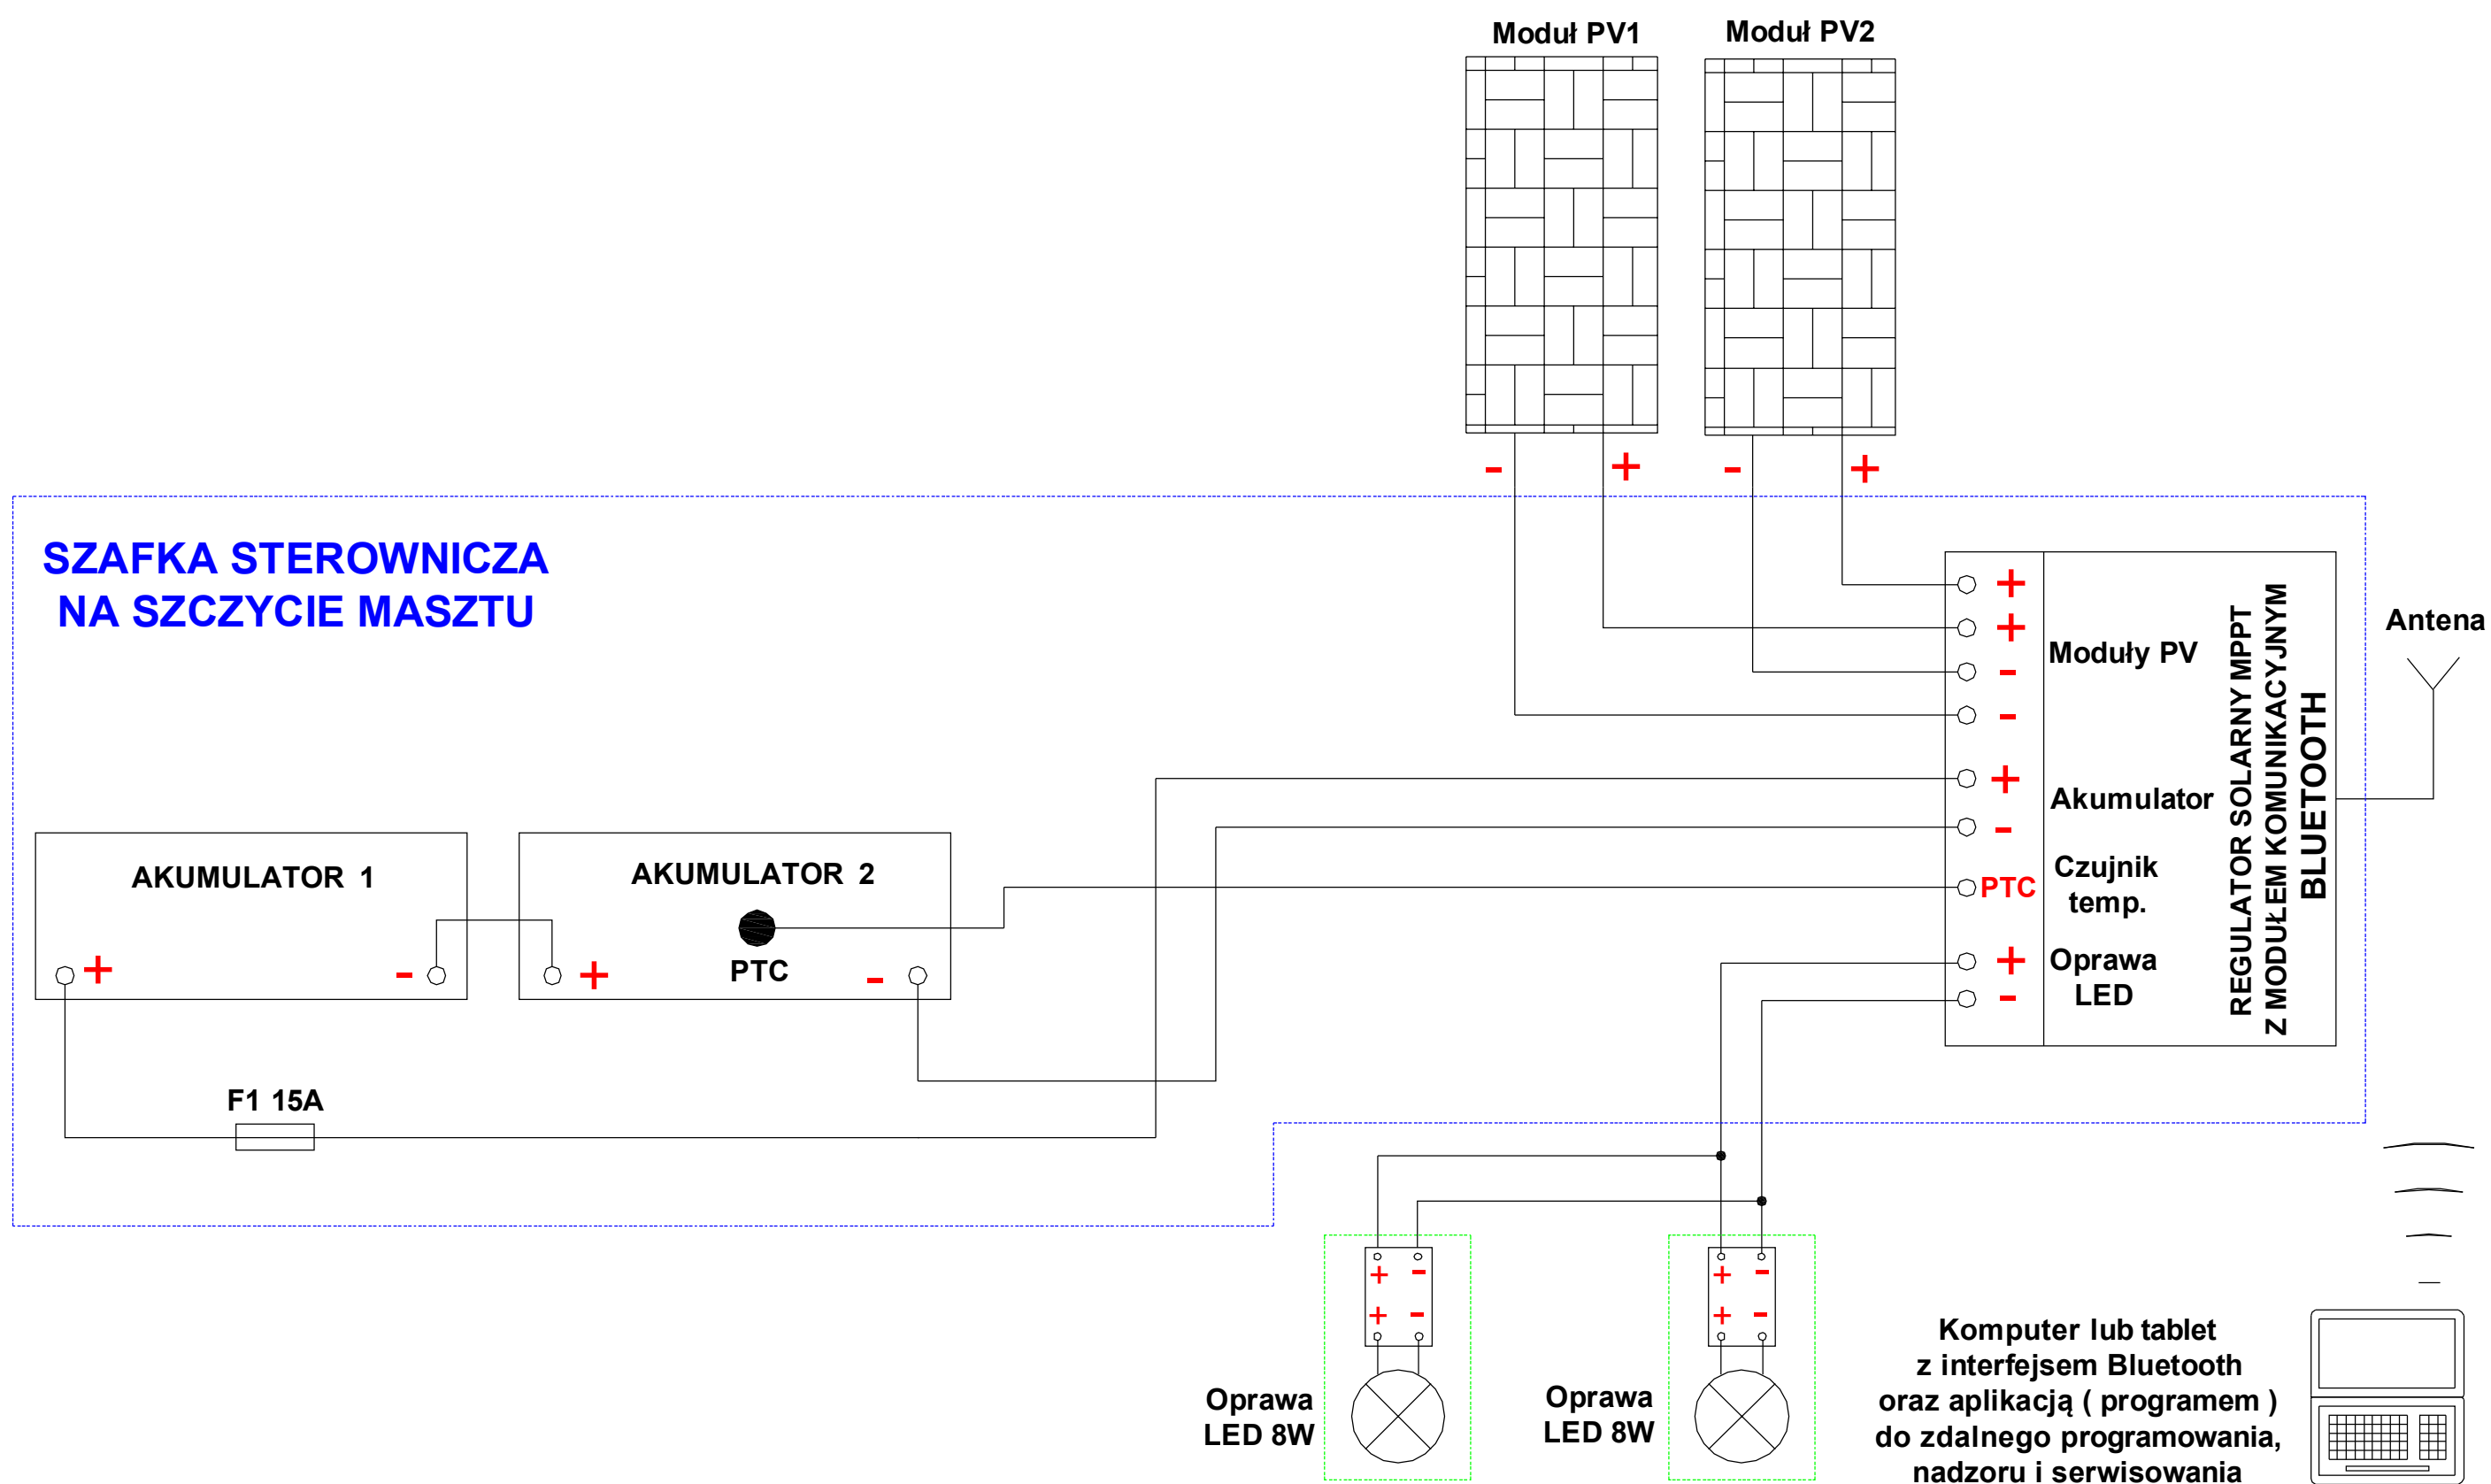 Moduł PV1
Moduł PV2
- + - +
SZAFKA STEROWNICZA
NA SZCZYCIE MASZTU
+
+
-
-
Moduły PV
+
-
Akumulator
PTC
Czujnik
temp.
+
-
Oprawa
LED
REGULATOR SOLARNY MPPT
Z MODUŁEM KOMUNIKACYJNYM
BLUETOOTH
Antena
AKUMULATOR 1
+ -
AKUMULATOR 2
PTC
+ -
F1 15A
+ -
+ -
Oprawa
LED 8W
+ -
+ -
Oprawa
LED 8W
Komputer lub tablet
z interfejsem Bluetooth
oraz aplikacją ( programem )
do zdalnego programowania,
nadzoru i serwisowania